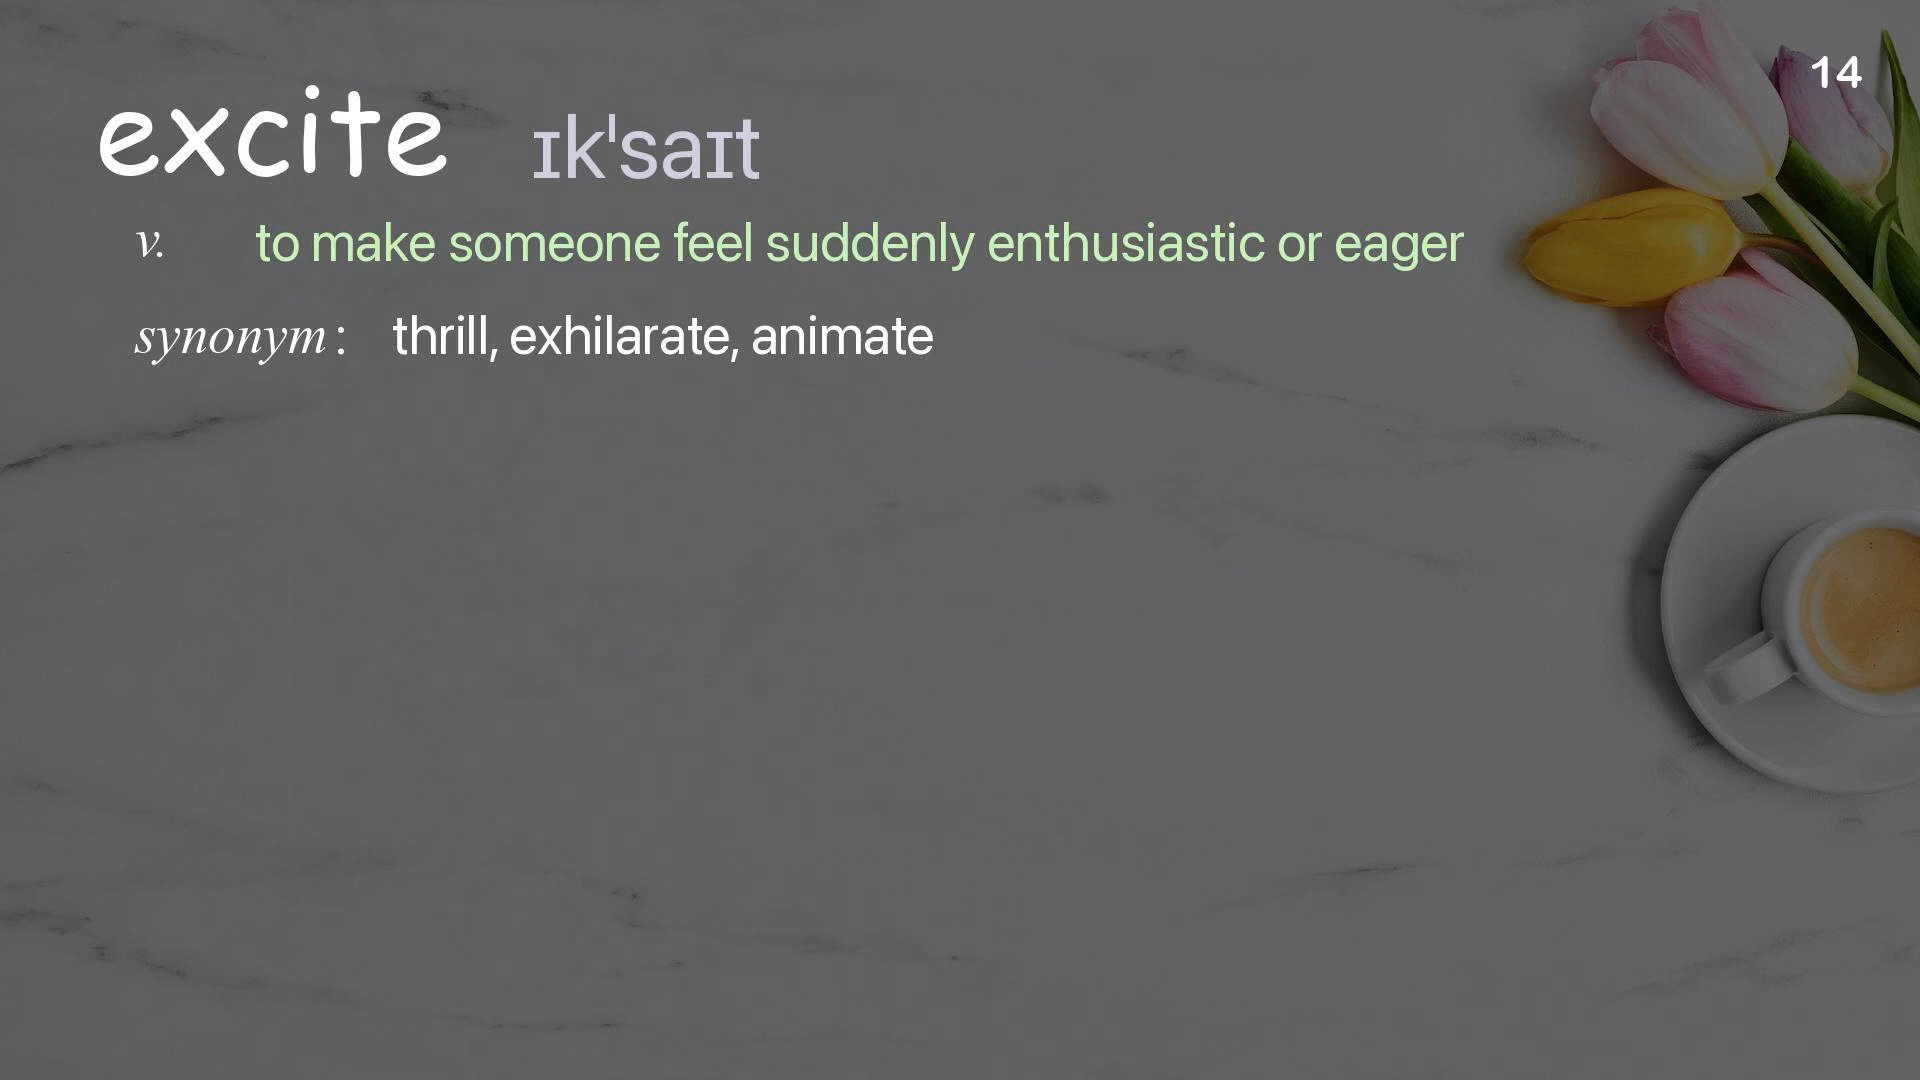 14
excite ɪkˈsaɪt
v. to make someone feel suddenly enthusiastic or eager
synonym: thrill, exhilarate, animate